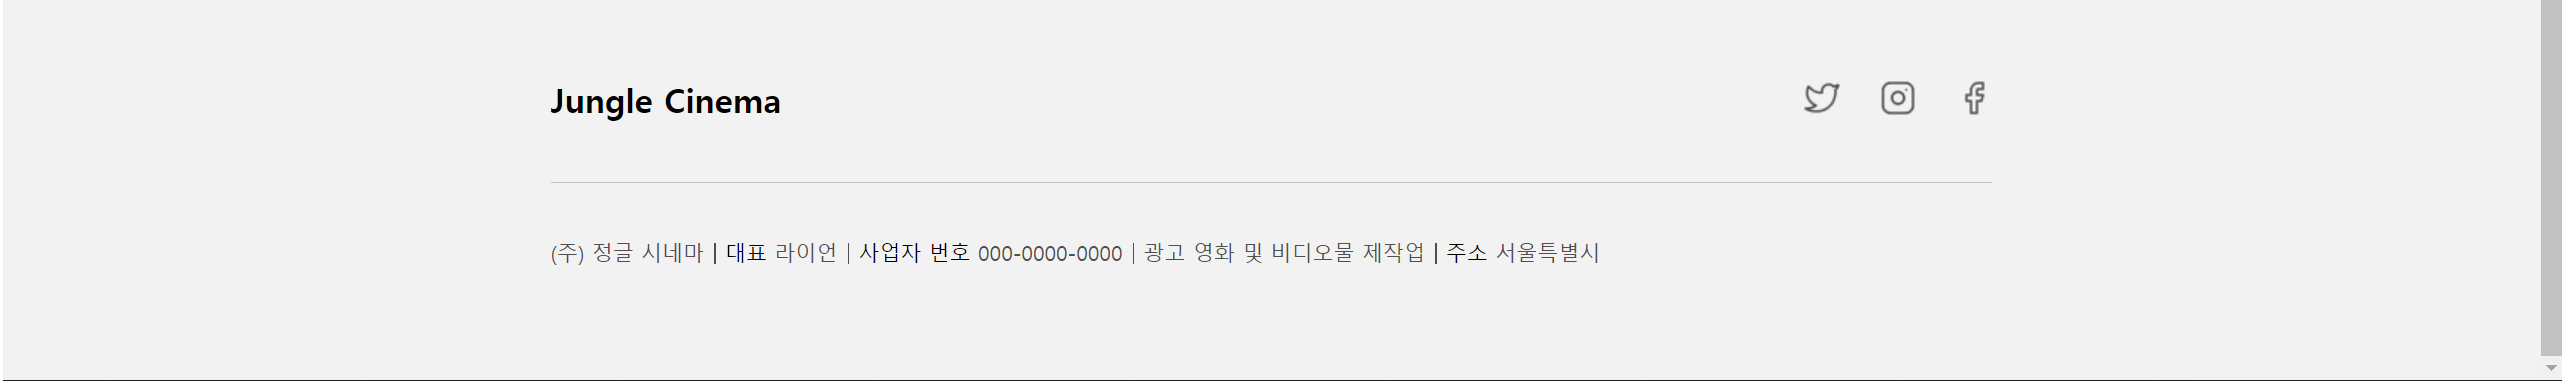 Jungle Cinema
(주) 정글 시네마 | 대표 라이언 | 사업자 번호 000-0000-0000 | 광고 영화 및 비디오물 제작업 | 주소 서울특별시